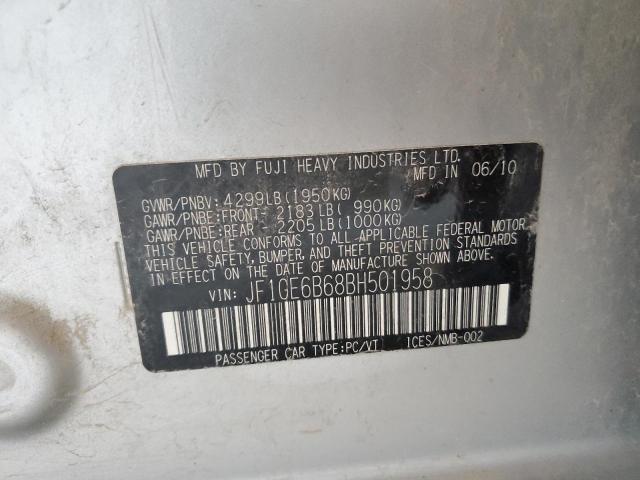 MFD BY FUJI HEAVY INDUSTRIES LTD. 06/10
GVWR/PNBV: 4299LB(1950KG)
GAWR/PNBE:FRONT- 2183LB( 990KG)
GAWR/PNBE:REAR - 2205LB(1000KG)
THIS VEHICLE CONFORMS TO ALL APPLICABLE FEDERAL MOTOR
VEHICLE SAFETY, BUMPER, AND THEFT PREVENTION STANDARDS
IN EFFECT ON THE DATE OF MANUFACTURE SHOWN ABOVE.
VIN: JF1GE6B68BH501958
PASSENGER CAR TYPE:PC/VT ICES/NMB-002